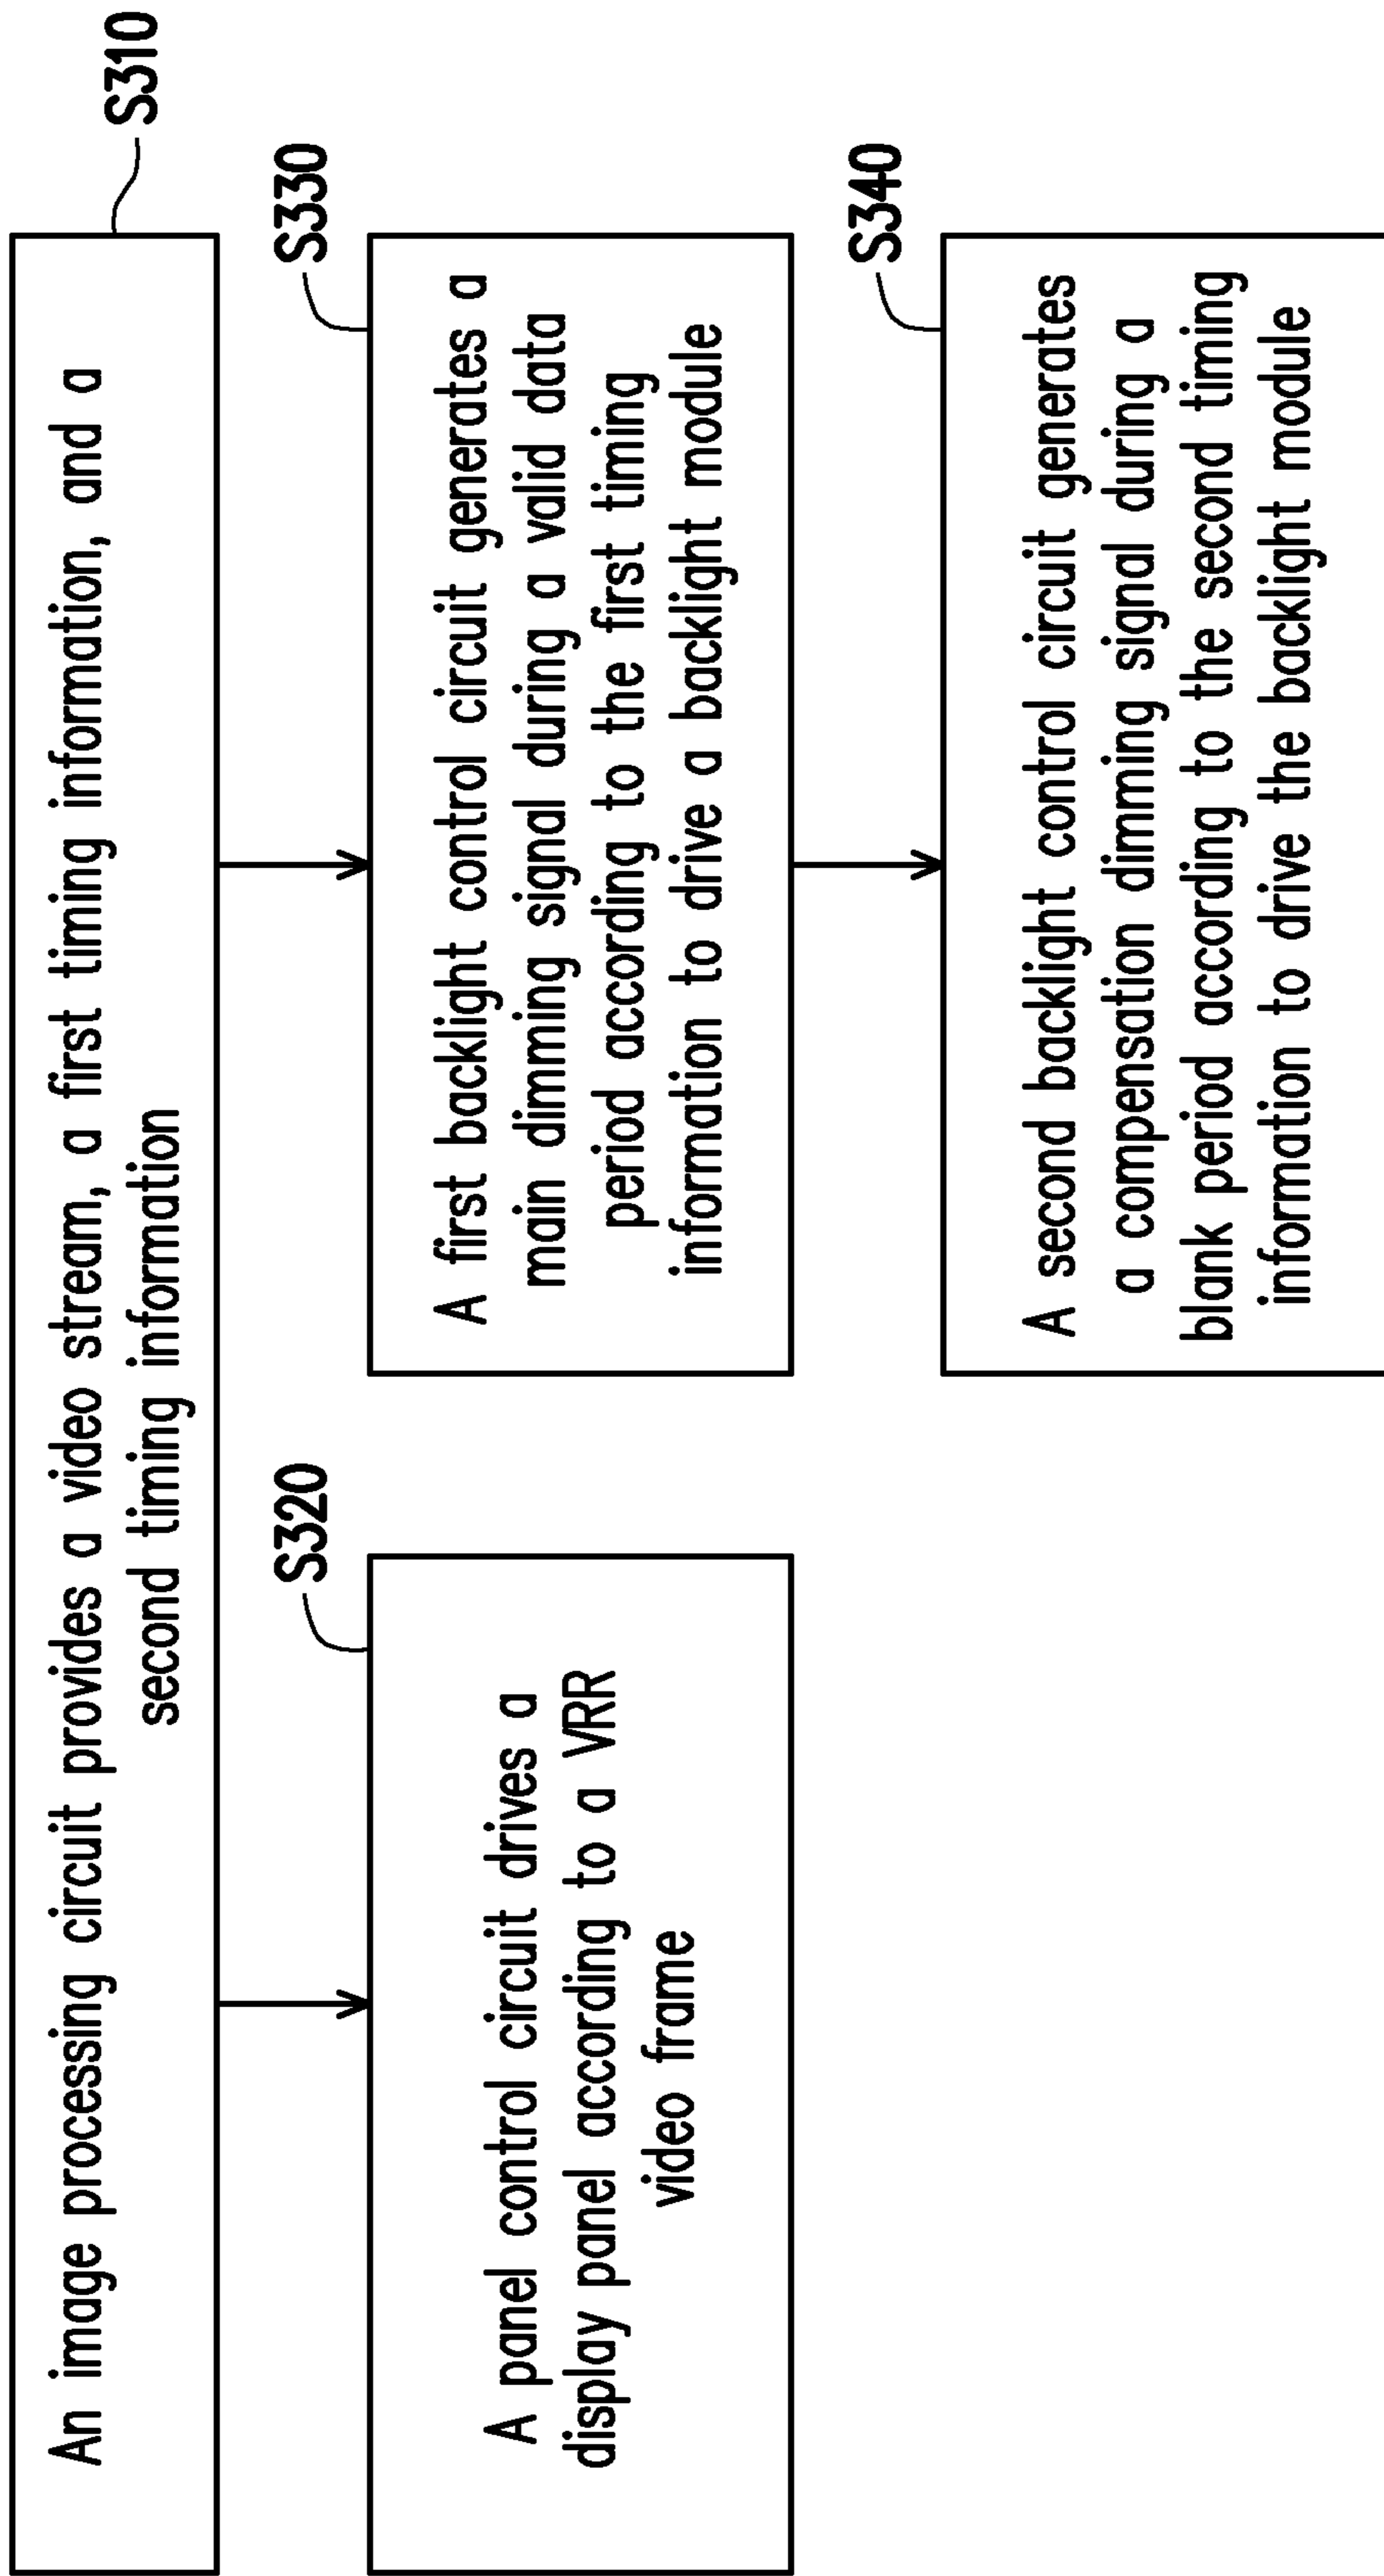 An image processing circuit provides a video stream, a first timing information, and a
second timing information
S310
A panel control circuit drives a
display panel according to a VRR
video frame
S320
A first backlight control circuit generates a
main dimming signal during a valid data
period according to the first timing
information to drive a backlight module
S330
A second backlight control circuit generates
a compensation dimming signal during a
blank period according to the second timing
information to drive the backlight module
S340